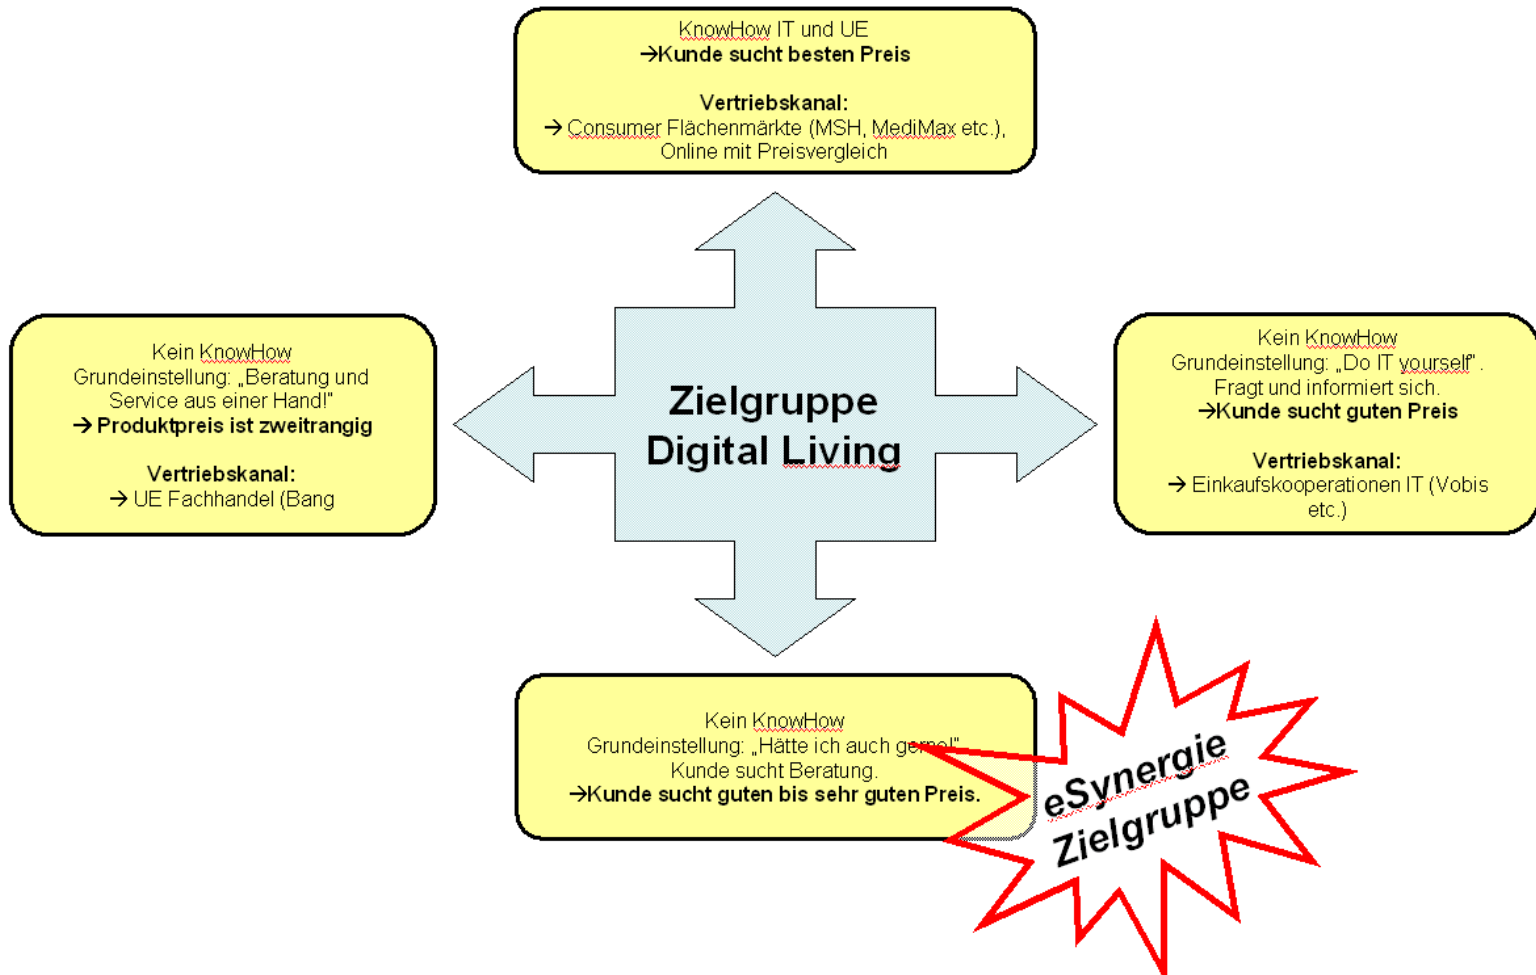 KnowHow IT und UE
→Kunde sucht besten Preis
Vertriebskanal:
→ Consumer Flächenmärkte (MSH, MediMax etc.),
Online mit Preisvergleich
Kein KnowHow
Grundeinstellung: „Beratung und
Service aus einer Hand!"
→ Produktpreis ist zweitrangig
Vertriebskanal:
→ UE Fachhandel (Bang
Zielgruppe
Digital Living
Kein KnowHow
Grundeinstellung: „Do IT yourself" .
Fragt und informiert sich.
→Kunde sucht guten Preis
Vertriebskanal:
→ Einkaufskooperationen IT (Vobis
etc.)
Kein KnowHow
Grundeinstellung: „Hätte ich auch gerne!"
Kunde sucht Beratung.
→Kunde sucht guten bis sehr guten Preis.
eSynergie
Zielgruppe